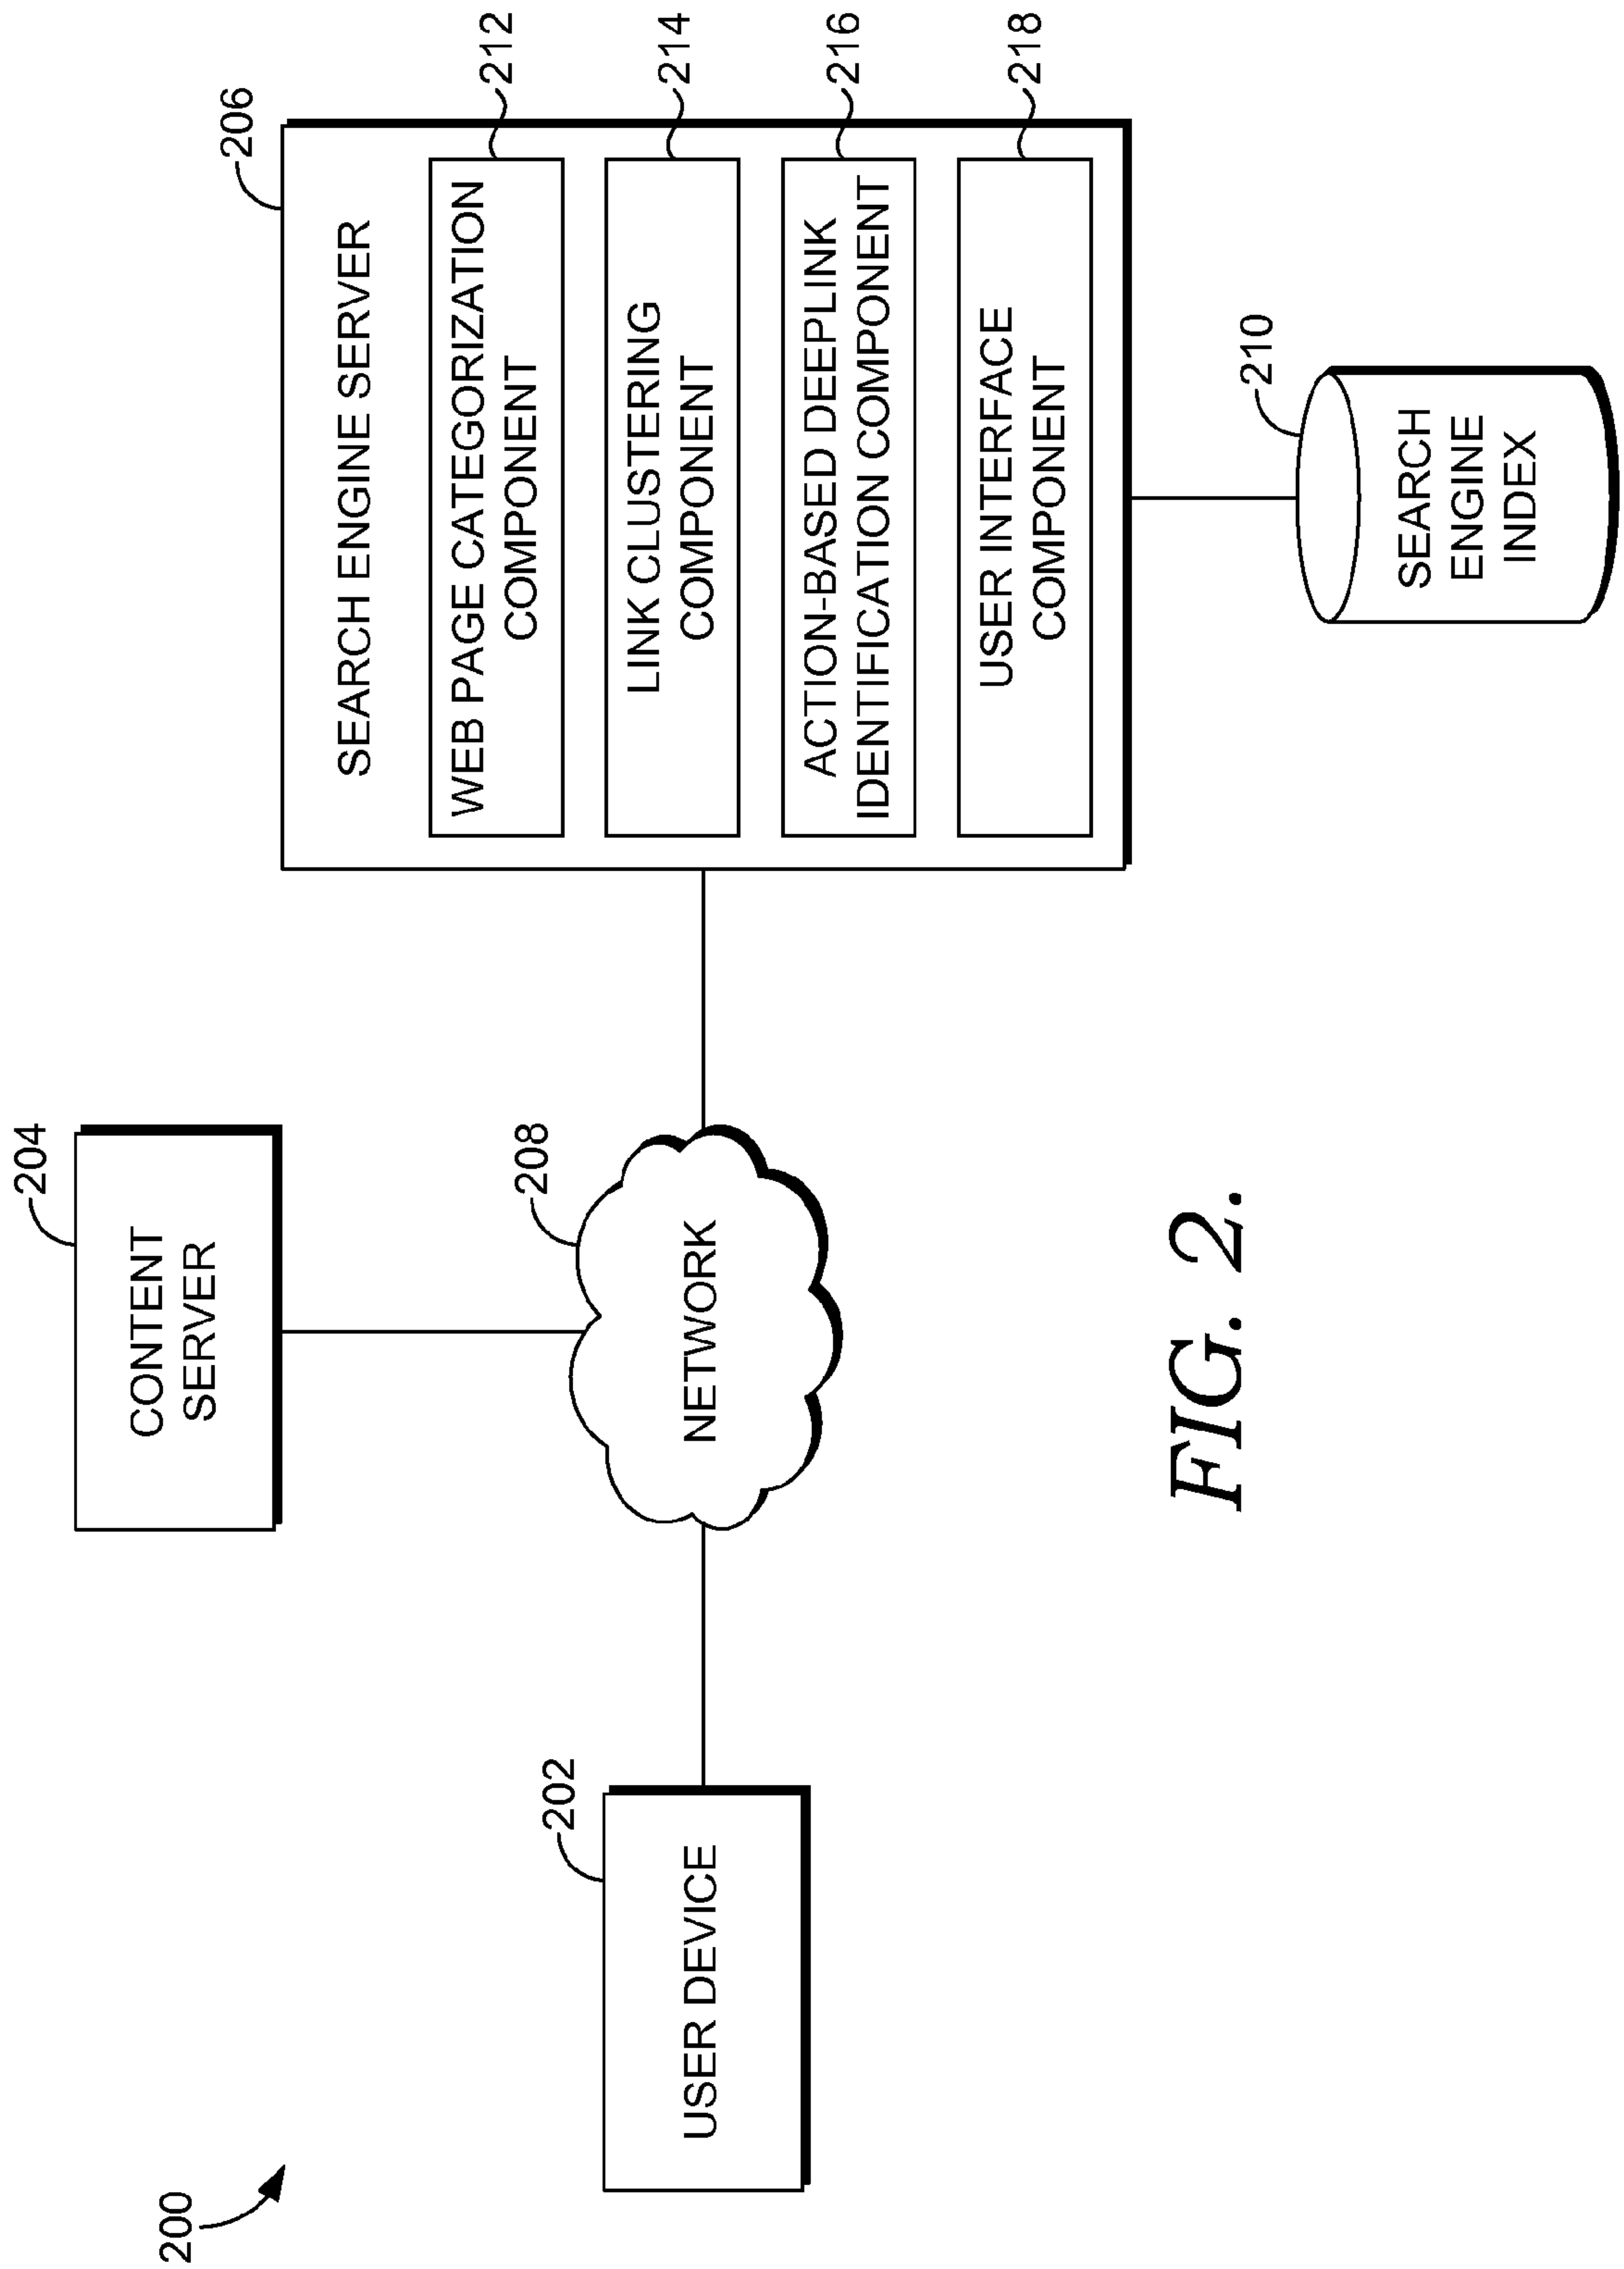 200
204
CONTENT
SERVER
202
USER DEVICE
208
NETWORK
206
SEARCH ENGINE SERVER
WEB PAGE CATEGORIZATION
COMPONENT
212
LINK CLUSTERING
COMPONENT
214
ACTION-BASED DEEPLINK
IDENTIFICATION COMPONENT
216
USER INTERFACE
COMPONENT
218
210
SEARCH
ENGINE
INDEX
FIG. 2.